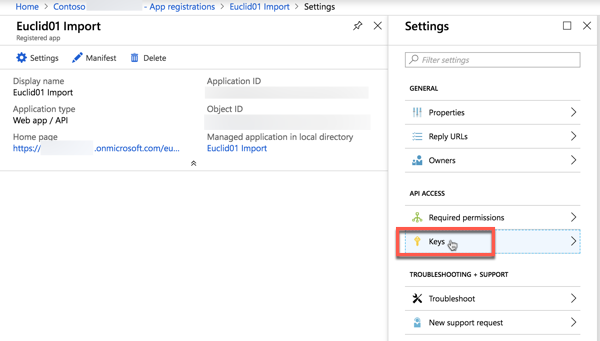 Home > Contoso - App registrations > Euclid01 Import > Settings
Euclid01 Import
Registered app
Settings Manifest Delete
Display name
Euclid01 Import
Application type
Web app / API
Home page
https:// .onmicrosoft.com/eu...
Application ID
Object ID
Managed application in local directory
Euclid01 Import
Settings
Filter settings
GENERAL
Properties
Reply URLs
Owners
API ACCESS
Required permissions
Keys
TROUBLESHOOTING + SUPPORT
Troubleshoot
New support request